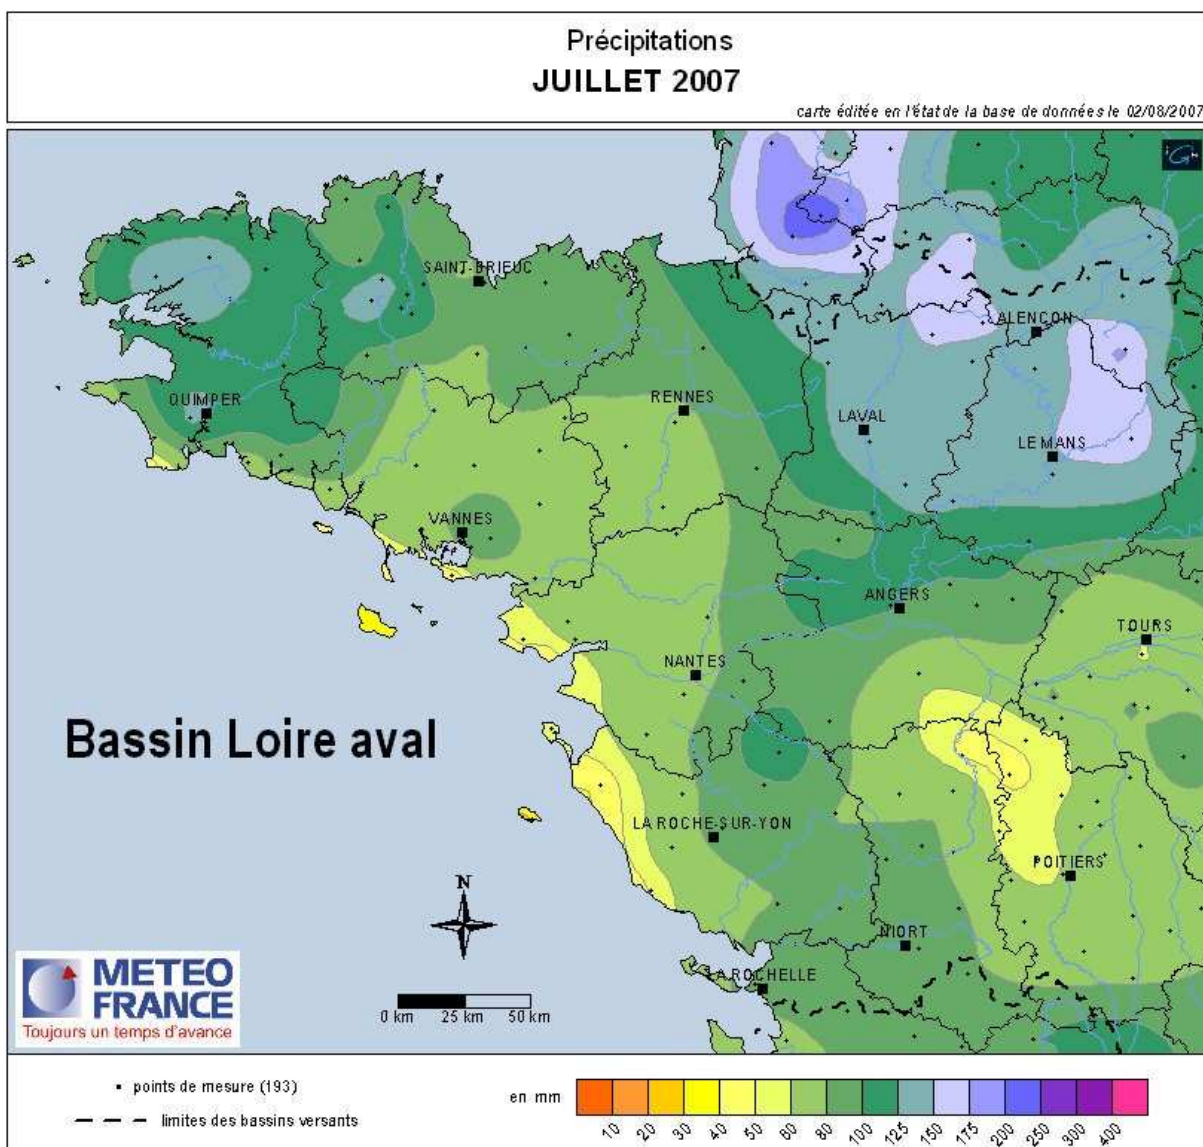 Précipitations
JUILLET 2007
carte éditée en l'état de la base de données le 02/08/2007
SAINT-BRIEUC
ALENÇON
QUIMPER
RENNES
LAVAL
LE MANS
VANNES
ANGERS
TOURS
NANTES
Bassin Loire aval
LA ROCHE-SUR-YON
POITIERS
N
NIORT
LA ROCHELLE
METEO
FRANCE
Toujours un temps d'avance
0 km 25 km 50 km
points de mesure (193)
limites des bassins versants
en mm
10 20 30 40 50 60 80 100 125 150 175 200 250 300 400